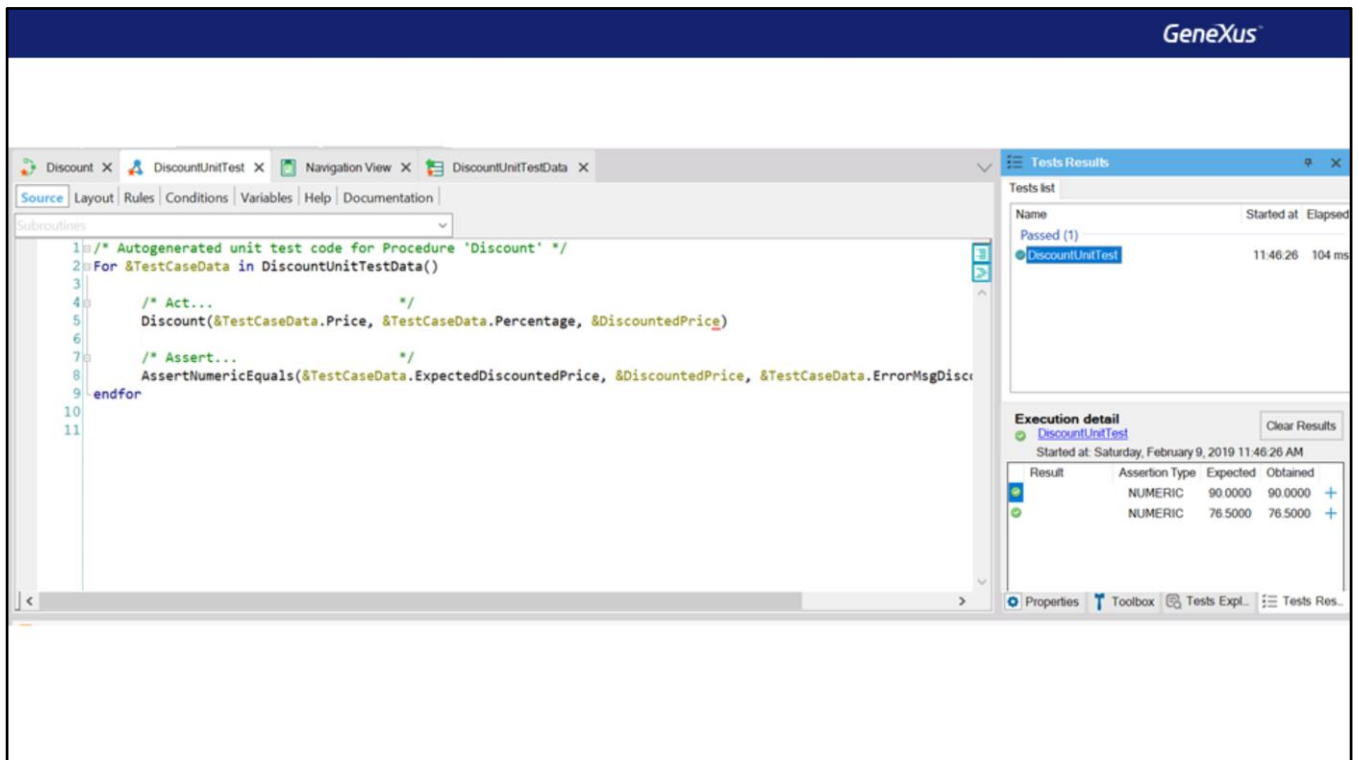 GeneXus™
Discount X DiscountUnitTest X Navigation View X DiscountUnitTestData X
Source Layout Rules Conditions Variables Help Documentation
Subroutines
1 /* Autogenerated unit test code for Procedure 'Discount' */
2 For &TestCaseData in DiscountUnitTestData()
3
4 /* Act... */
5 Discount(&TestCaseData.Price, &TestCaseData.Percentage, &DiscountedPrice)
6
7 /* Assert... */
8 AssertNumericEquals(&TestCaseData.ExpectedDiscountedPrice, &DiscountedPrice, &TestCaseData.ErrorMsgDisc
9 endfor
10
11
Tests Results
Tests list
Name Started at Elapsed
Passed (1)
DiscountUnitTest 11:46:26 104 ms
Execution detail
DiscountUnitTest
Clear Results
Started at: Saturday, February 9, 2019 11:46:26 AM
Result Assertion Type Expected Obtained
NUMERIC 90.0000 90.0000 +
NUMERIC 76.5000 76.5000 +
Properties Toolbox Tests Expl... Tests Res...